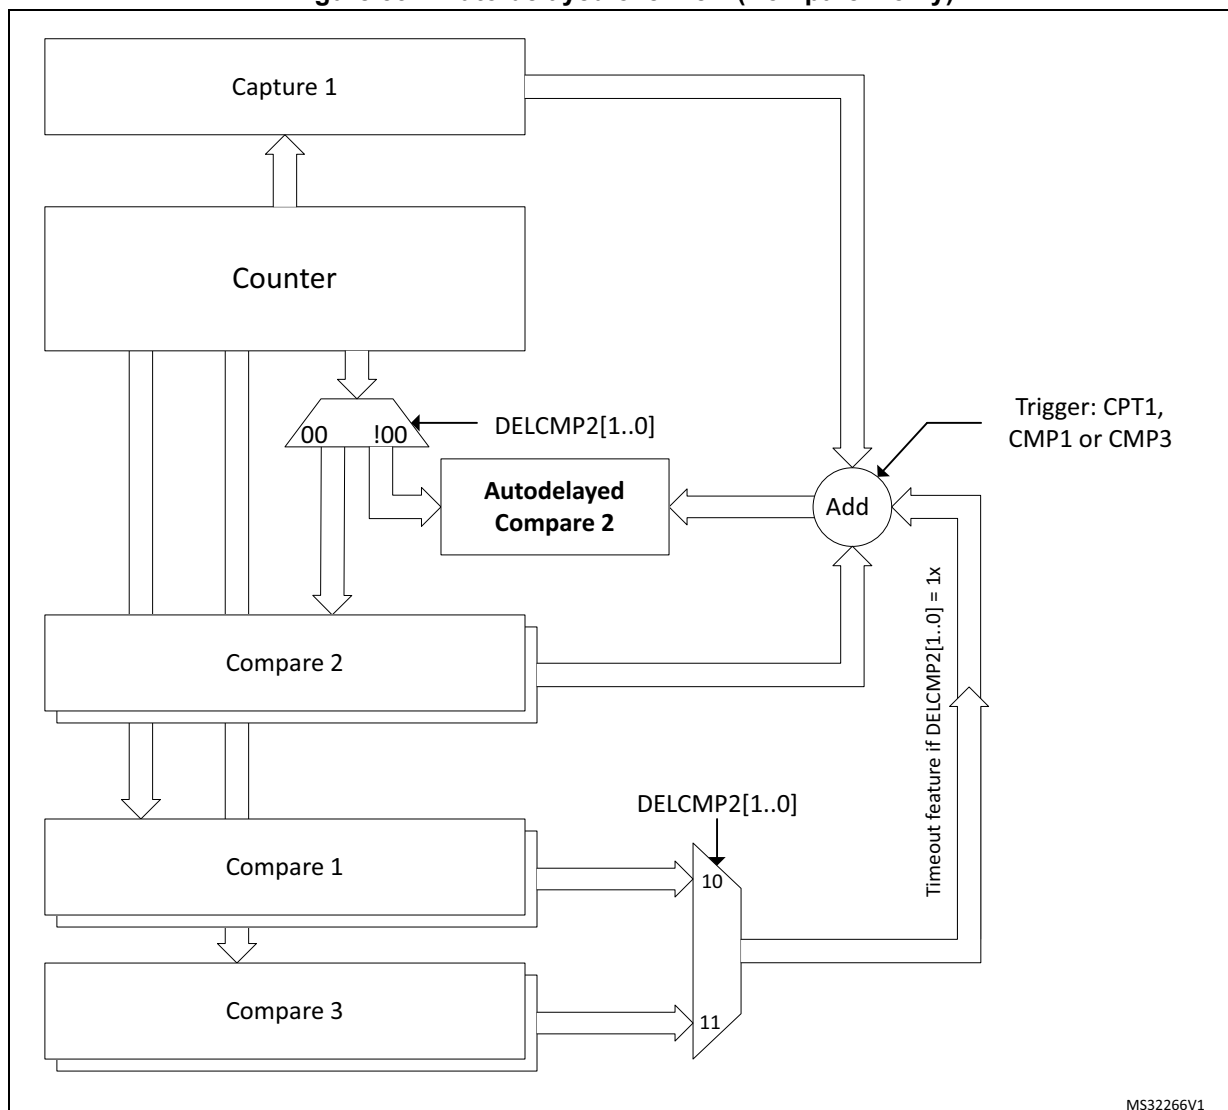 Capture 1
Counter
00 !00
DELCMP2[1..0]
Trigger: CPT1,
CMP1 or CMP3
Autodelayed
Compare 2
Add
Compare 2
Timeout feature if DELCMP2[1..0] = 1x
DELCMP2[1..0]
Compare 1
10
Compare 3
11
MS32266V1